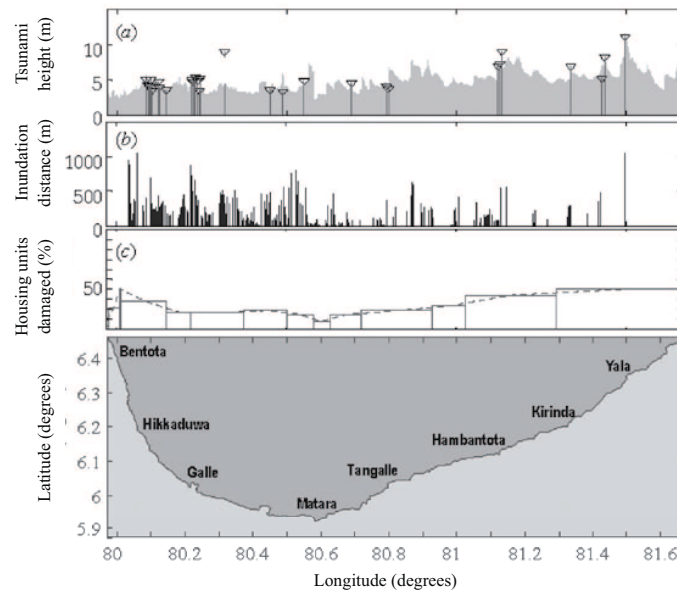 Tsunami
height (m)
10
5
0
(a)
Inundation
distance (m)
1000
500
0
(b)
Housing units
damaged (%)
50
(c)
Latitude (degrees)
6.4
6.3
6.2
6.1
6
5.9
Bentota
Hikkaduwa
Galle
Matara
Tangalle
Hambantota
Kirinda
Yala
80 80.2 80.4 80.6 80.8 81 81.2 81.4 81.6
Longitude (degrees)